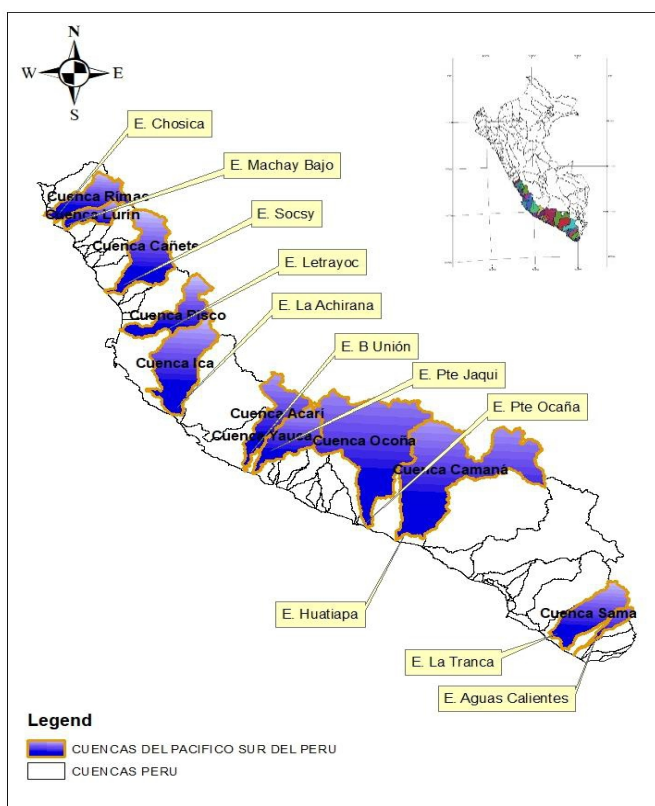 N
W E
S
E. Chosica
E. Machay Bajo
Cuenca Rimac
Cuenca Lurin
E. Socsy
Cuenca Cañete
E. Letrayoc
E. La Achirana
Cuenca Pisco
E. B Unión
Cuenca Ica
E. Pte Jaqui
E. Pte Ocaña
Cuenca Acarí
Cuenca Yauca
Cuenca Ocoña
Cuenca Camaná
E. Huatiapa
Cuenca Sama
E. La Tranca
E. Aguas Calientes
Legend
CUENCAS DEL PACIFICO SUR DEL PERU
CUENCAS PERU